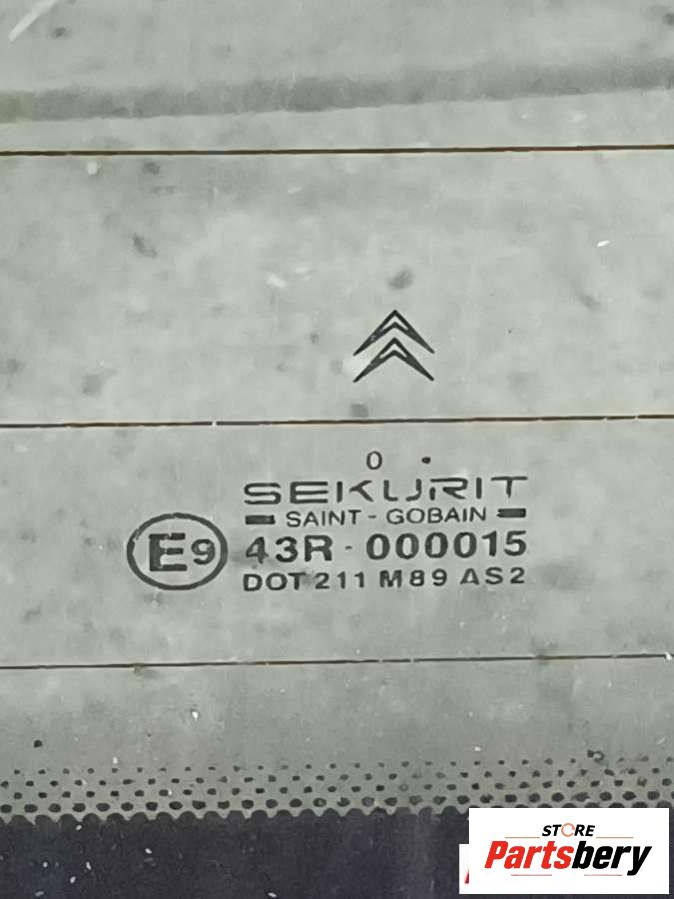 0 .
SEKURIT
SAINT - GOBAIN
E9
43R - 000015
DOT 211 M89 AS2
STORE
Partsbery